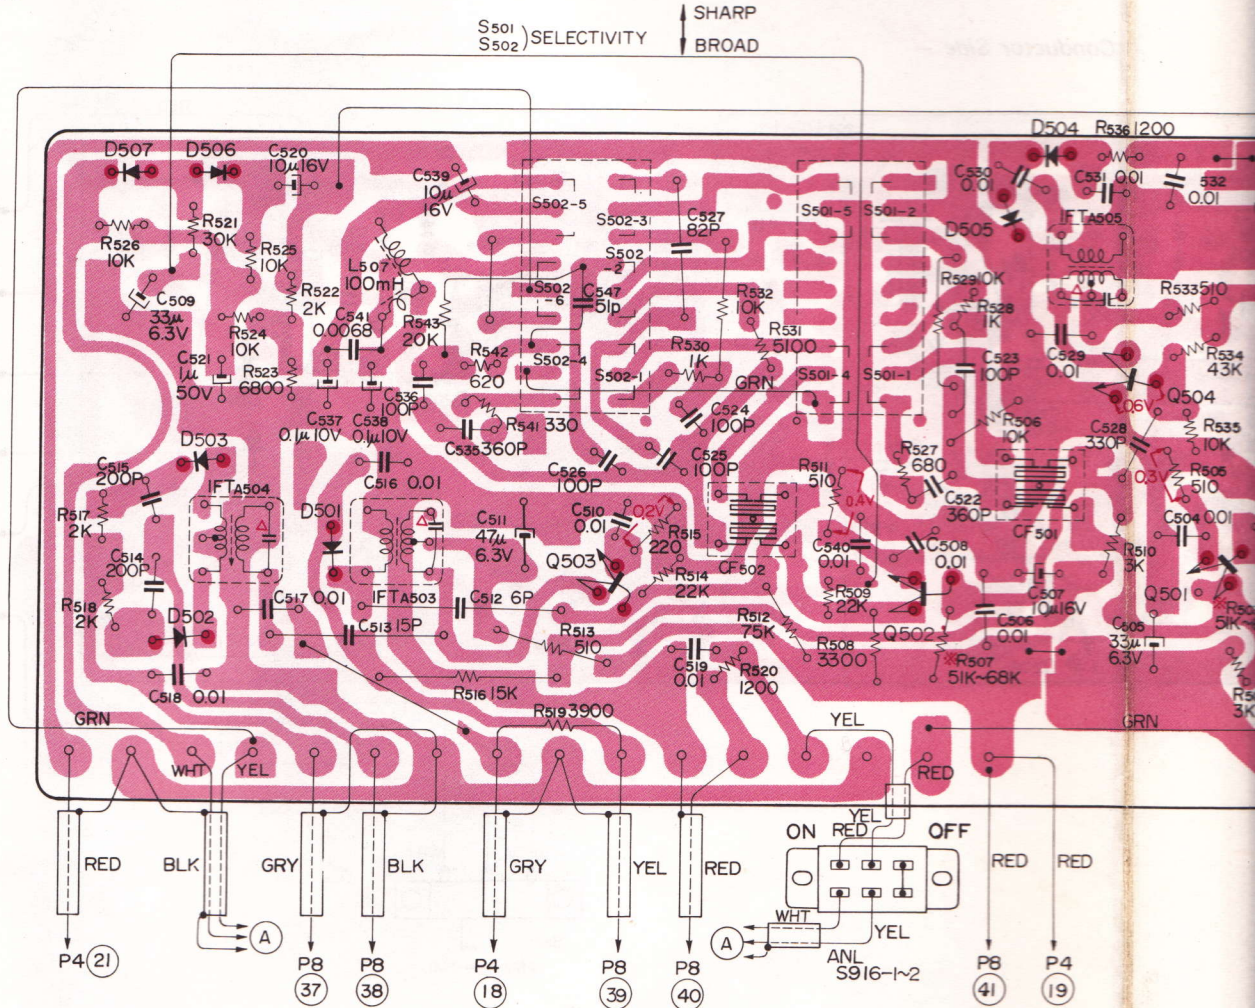 S501
S502 ) SELECTIVITY
SHARP
BROAD
D507
D506
C520
10µ16V
C539
10µ
16V
S502-5
S502-3
C527
82P
S501-5
S501-2
C530
0.01
D504
R536 1200
0.01
C531
532
0.01
D505
IFTA505
R526
10K
R521
30K
R525
10K
L507
100mH
S502
-2
S502
-6
C547
51p
R532
10K
R529 10K
R528
1K
R533 510
C509
33µ
6.3V
R522
2K
C541
0.0068
R543
20K
R524
10K
R531
5100
R530
1K
GRN
C529
0.01
R534
43K
C521
1µ
50V
R523
6800
R542
620
S502-4
S502-1
S501-4
S501-1
C523
100P
0.6V
Q504
C536
100P
C537
0.1µ10V
C538
0.1µ10V
R541
330
C535 360P
C524
100P
R506
10K
C528
330P
R535
10K
D503
C515
200P
IFTA504
C516 0.01
C526
100P
C525
100P
R511
510
0.4V
R527
680
C522
360P
CF501
0.3V
R505
510
D501
R517
2K
C511
47µ
6.3V
C510
0.01
0.2V
R515
220
CF502
C540
0.01
C508
0.01
C504
0.01
R510
3K
C514
200P
Q503
R514
22K
R509
22K
C507
10µ16V
Q501
R518
2K
D502
C517 0.01
IFTA503
C512 6P
C513 15P
R513
510
R512
75K
R508
3300
Q502
C506
0.01
C505
33µ
6.3V
51K~
※R507
51K~68K
C518 0.01
R516 15K
C519
0.01
R520
1200
3K
GRN
R519 3900
YEL
GRN
WHT
YEL
RED
YEL
RED
ON
OFF
RED
BLK
GRY
BLK
GRY
YEL
RED
RED
RED
WHT
YEL
A
A
ANL
S916-1~2
P4 21
P8
37
P8
38
P4
18
P8
39
P8
40
P8
41
P4
19